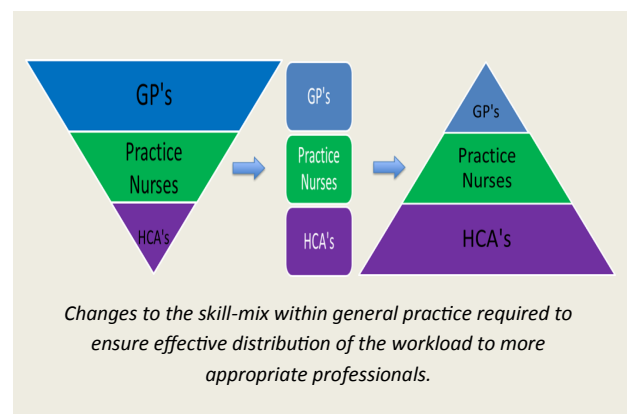 GP's
Practice
Nurses
HCA's
GP's
Practice
Nurses
HCA's
GP's
Practice
Nurses
HCA's
Changes to the skill-mix within general practice required to
ensure effective distribution of the workload to more
appropriate professionals.